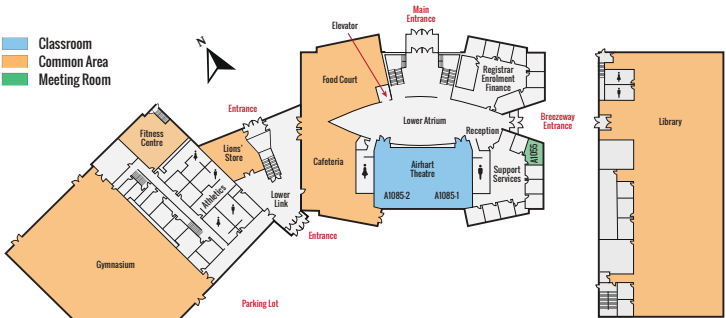 Classroom
Common Area
Meeting Room
N
Main
Entrance
Elevator
Food Court
Registrar
Enrolment
Finance
Entrance
Lower Atrium
Breezeway
Entrance
Library
Fitness
Centre
Lions'
Store
Cafeteria
Reception
A1055
Airhart
Theatre
Support
Services
Athletics
Lower
Link
A1085-2
A1085-1
Entrance
Gymnasium
Parking Lot